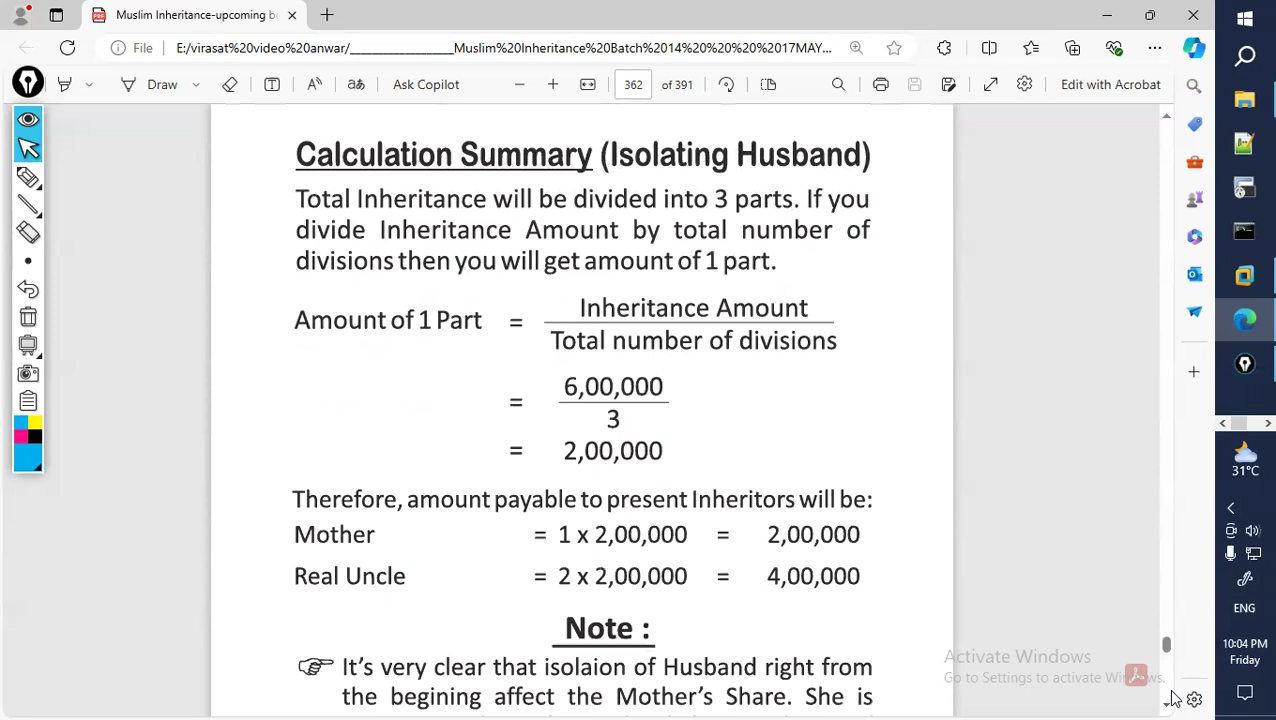 Muslim Inheritance-upcoming b
File
E:/virasat%20video%20anwar/________________Muslim%20Inheritance%20Batch%2014%20%20%20%2017MAY...
Draw
Ask Copilot
362
of 391
Edit with Acrobat
Calculation Summary (Isolating Husband)
Total Inheritance will be divided into 3 parts. If you
divide Inheritance Amount by total number of
divisions then you will get amount of 1 part.
Amount of 1 Part = Inheritance Amount
Total number of divisions
= 6,00,000
3
= 2,00,000
Therefore, amount payable to present Inheritors will be:
Mother = 1 x 2,00,000 = 2,00,000
Real Uncle = 2 x 2,00,000 = 4,00,000
Note :
It's very clear that isolaion of Husband right from
the begining affect the Mother's Share. She is
Activate Windows
Go to Settings to activate Windows.
31°C
ENG
10:04 PM
Friday